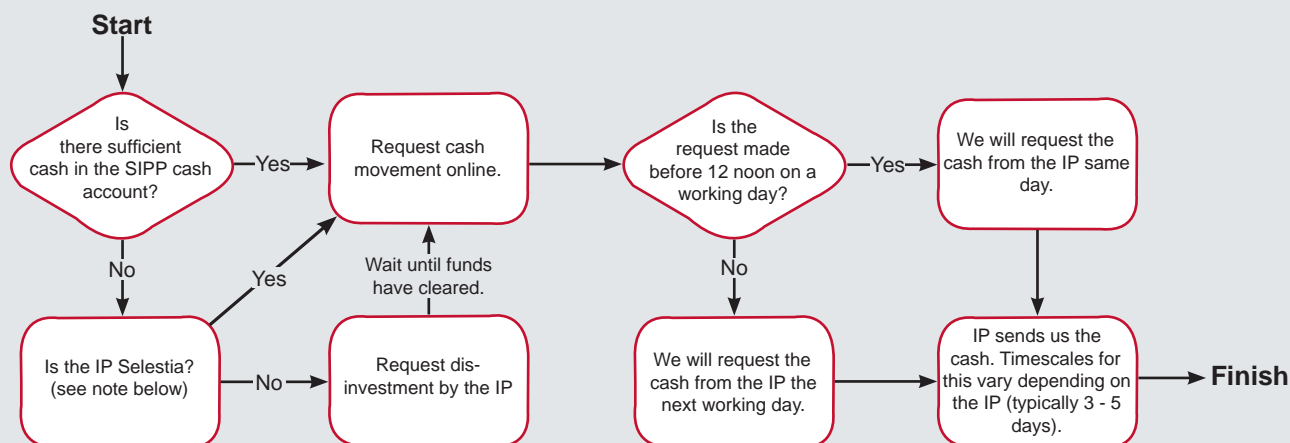 Start
Is
there sufficient
cash in the SIPP cash
account?
Yes
Request cash
movement online.
Is the
request made
before 12 noon on a
working day?
Yes
We will request the
cash from the IP same
day.
No
Yes
Wait until funds
have cleared.
No
Is the IP Selestia?
(see note below)
No
Request dis-
investment by the IP
We will request the
cash from the IP the
next working day.
IP sends us the
cash. Timescales for
this vary depending on
the IP (typically 3 - 5
days).
Finish